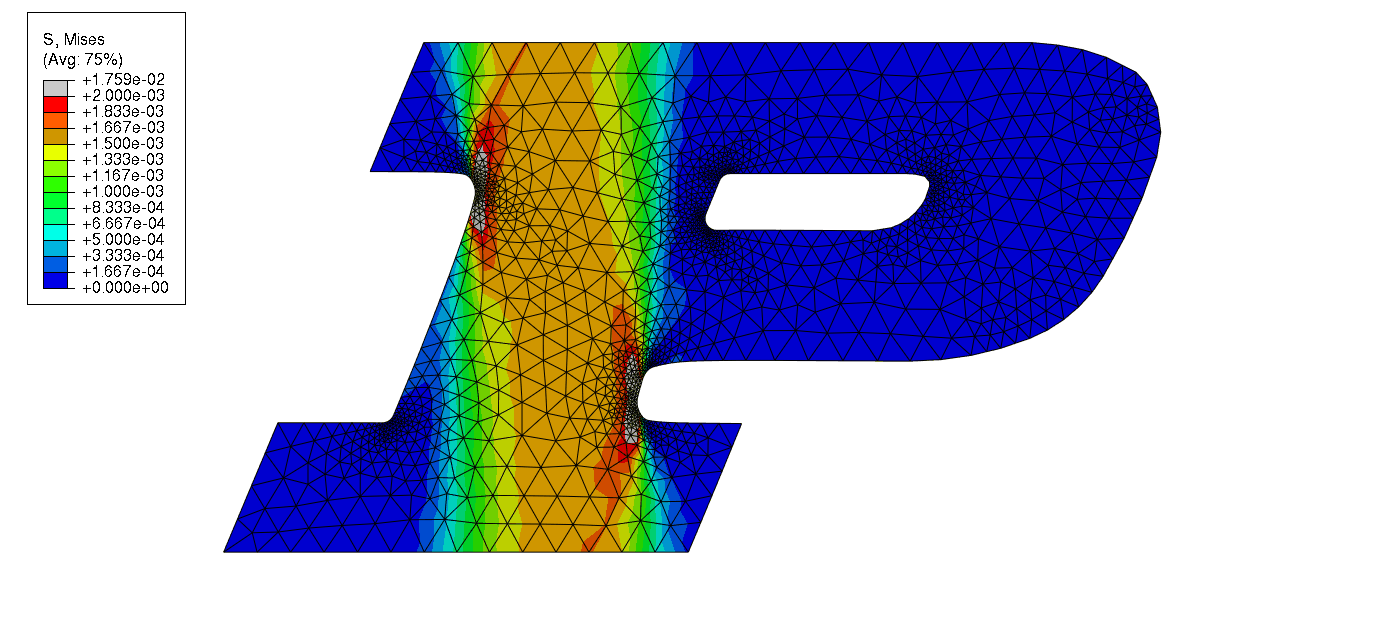 S, Mises
(Avg: 75%)
+1.759e-02
+2.000e-03
+1.833e-03
+1.667e-03
+1.500e-03
+1.333e-03
+1.167e-03
+1.000e-03
+8.333e-04
+6.667e-04
+5.000e-04
+3.333e-04
+1.667e-04
+0.000e+00